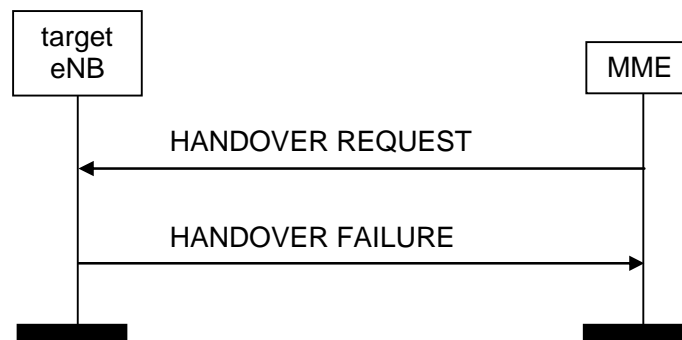 target
eNB
MME
HANDOVER REQUEST
HANDOVER FAILURE